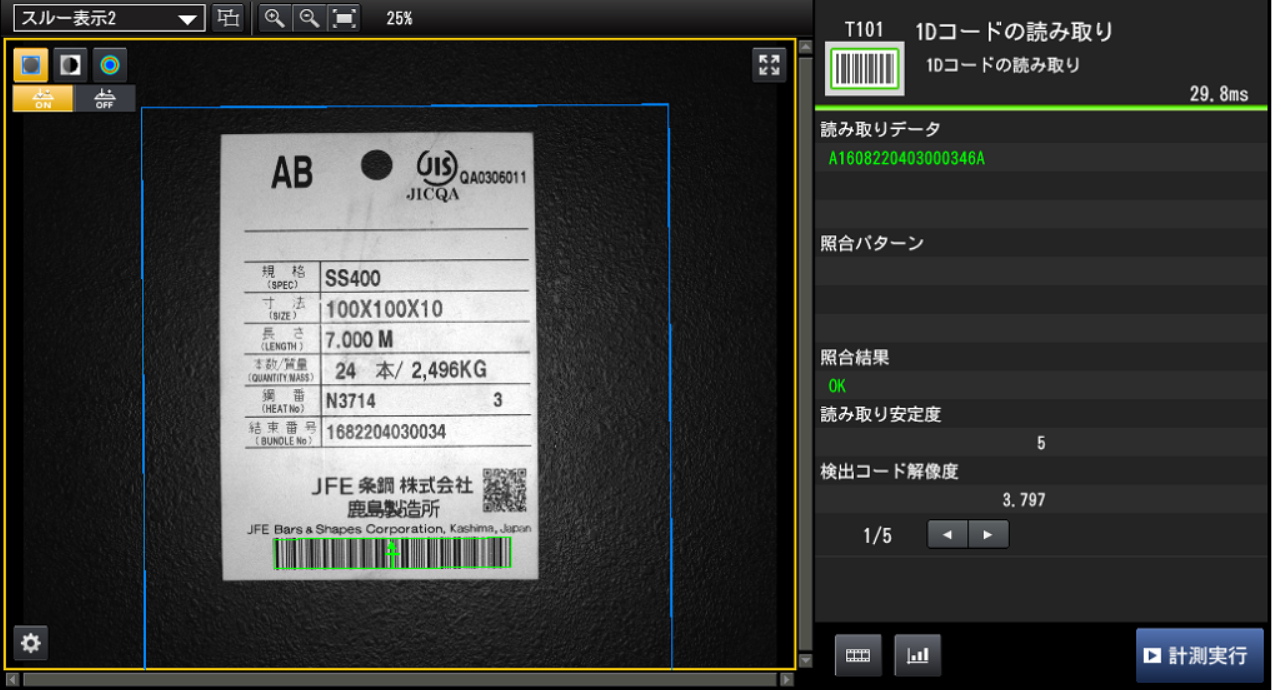 スルー表示2
25%
ON
OFF
AB
JIS
QA0306011
JICQA
規 格
(SPEC)
SS400
寸 法
(SIZE)
100X100X10
長 さ
(LENGTH)
7.000 M
本数/質量
(QUANTITY/MASS)
24 本/ 2,496KG
鋼 番
(HEAT No)
N3714 3
結 束 番 号
(BUNDLE No)
1682204030034
JFE 条鋼 株式会社
鹿島製造所
JFE Bars & Shapes Corporation, Kashima, Japan
T101
1Dコードの読み取り
1Dコードの読み取り
29.8ms
読み取りデータ
A1608220403000346A
照合パターン
照合結果
OK
読み取り安定度
5
検出コード解像度
3.797
1/5
計測実行